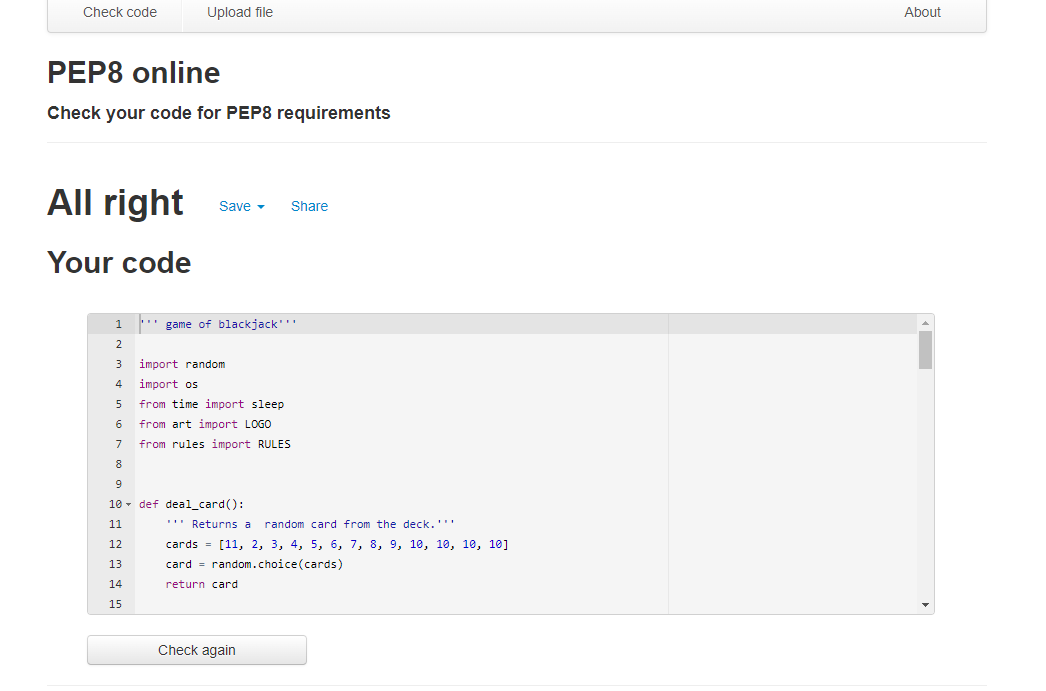 Check code Upload file About
PEP8 online
Check your code for PEP8 requirements
All right Save Share
Your code
1 ''' game of blackjack'''
2
3 import random
4 import os
5 from time import sleep
6 from art import LOGO
7 from rules import RULES
8
9
10 def deal_card():
11     ''' Returns a  random card from the deck.'''
12     cards = [11, 2, 3, 4, 5, 6, 7, 8, 9, 10, 10, 10, 10]
13     card = random.choice(cards)
14     return card
15
Check again